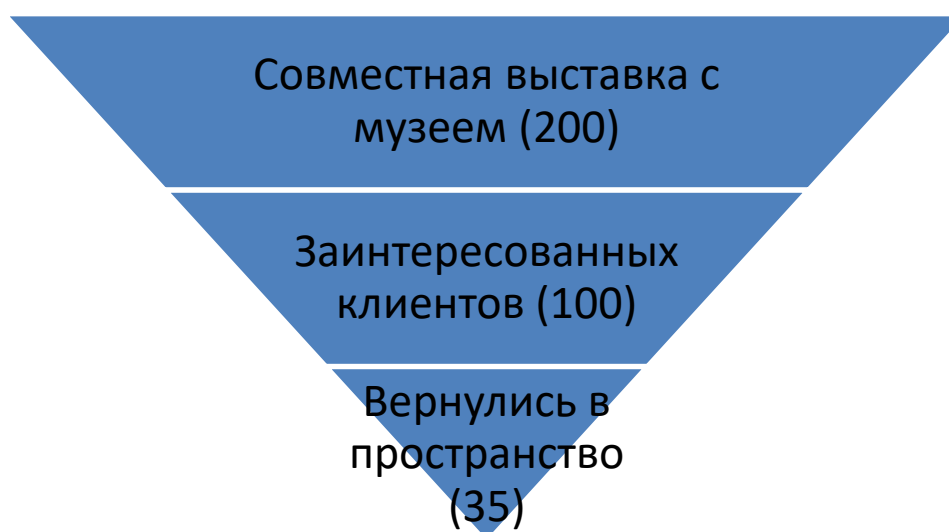 Совместная выставка с
музеем (200)
Заинтересованных
клиентов (100)
Вернулись в
пространство
(35)